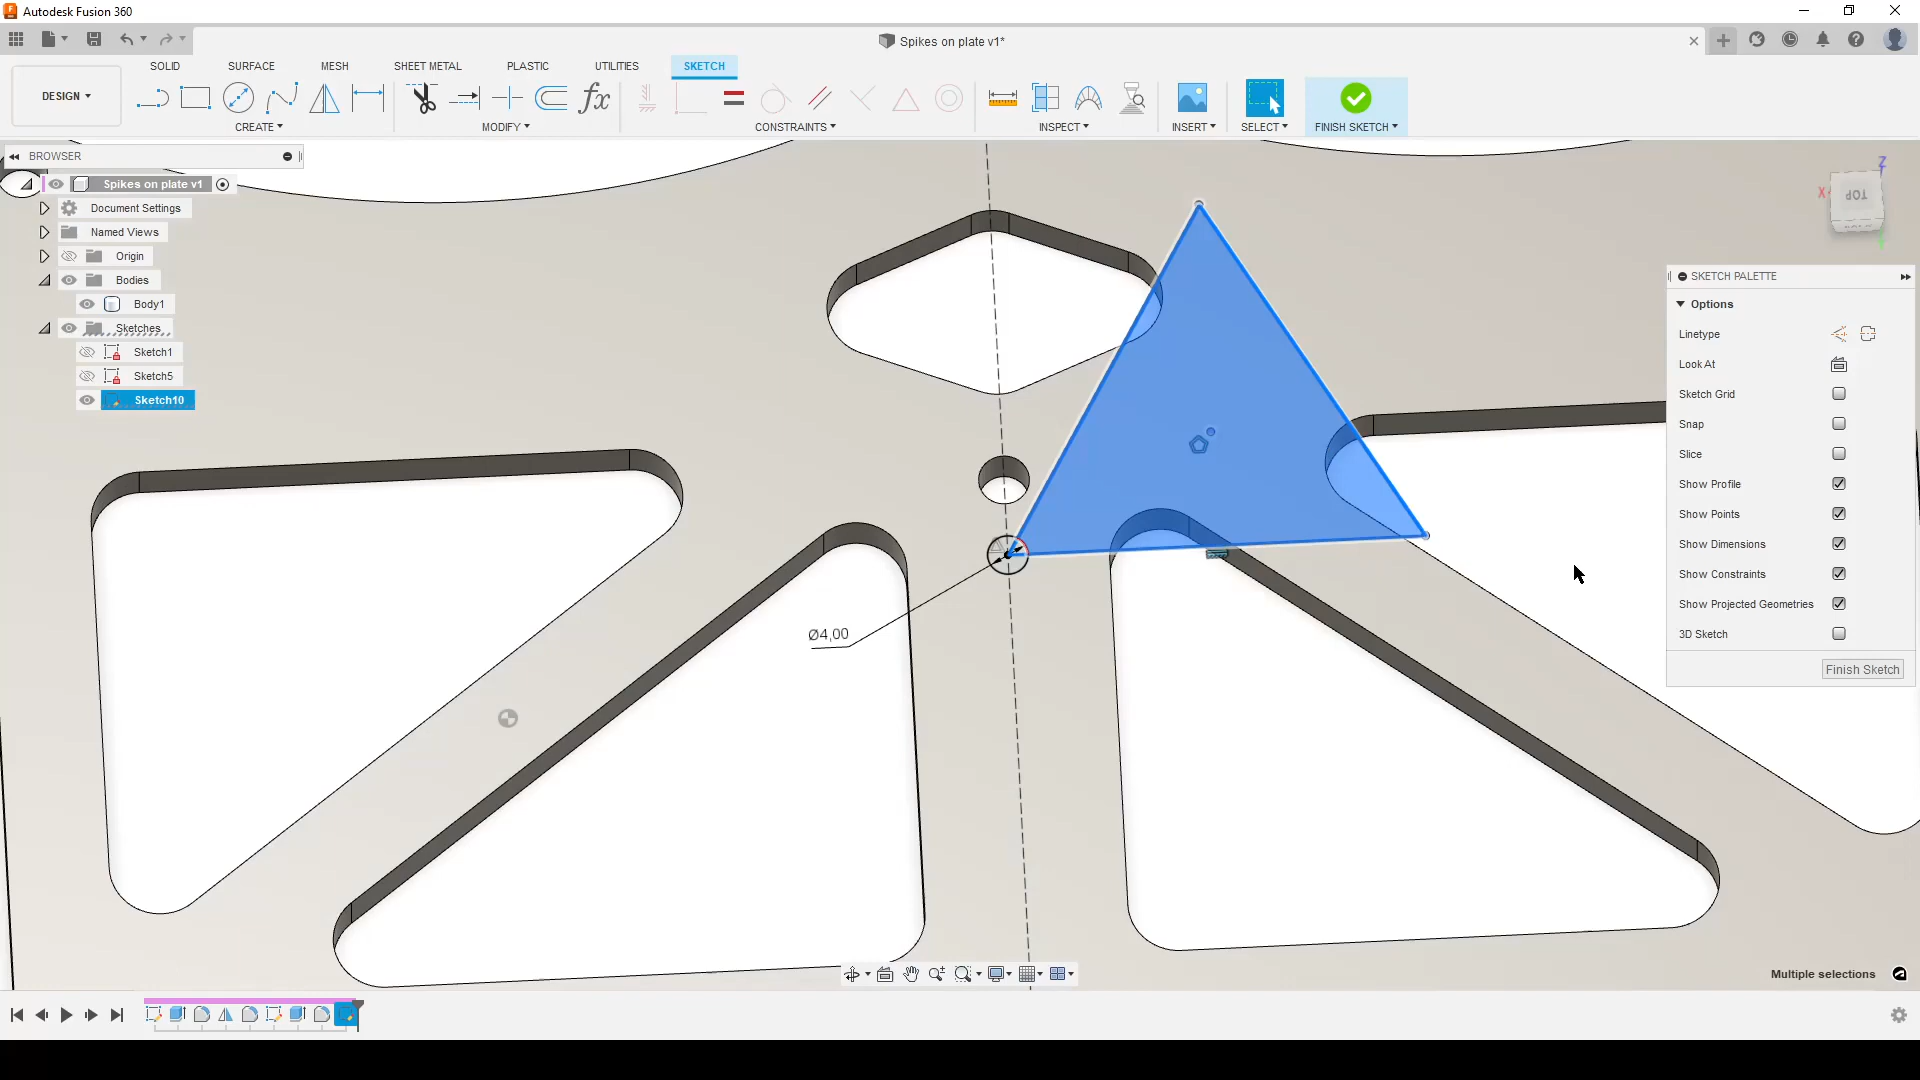 Autodesk Fusion 360
Spikes on plate v1*
SOLID
SURFACE
MESH
SHEET METAL
PLASTIC
UTILITIES
SKETCH
DESIGN
CREATE
MODIFY
CONSTRAINTS
INSPECT
INSERT
SELECT
FINISH SKETCH
BROWSER
Spikes on plate v1
Document Settings
Named Views
Origin
Bodies
Body1
Sketches
Sketch1
Sketch5
Sketch10
Z
X
TOP
SKETCH PALETTE
Options
Linetype
Look At
Sketch Grid
Snap
Slice
Show Profile
Show Points
Show Dimensions
Show Constraints
Show Projected Geometries
3D Sketch
Finish Sketch
Ø4,00
Multiple selections